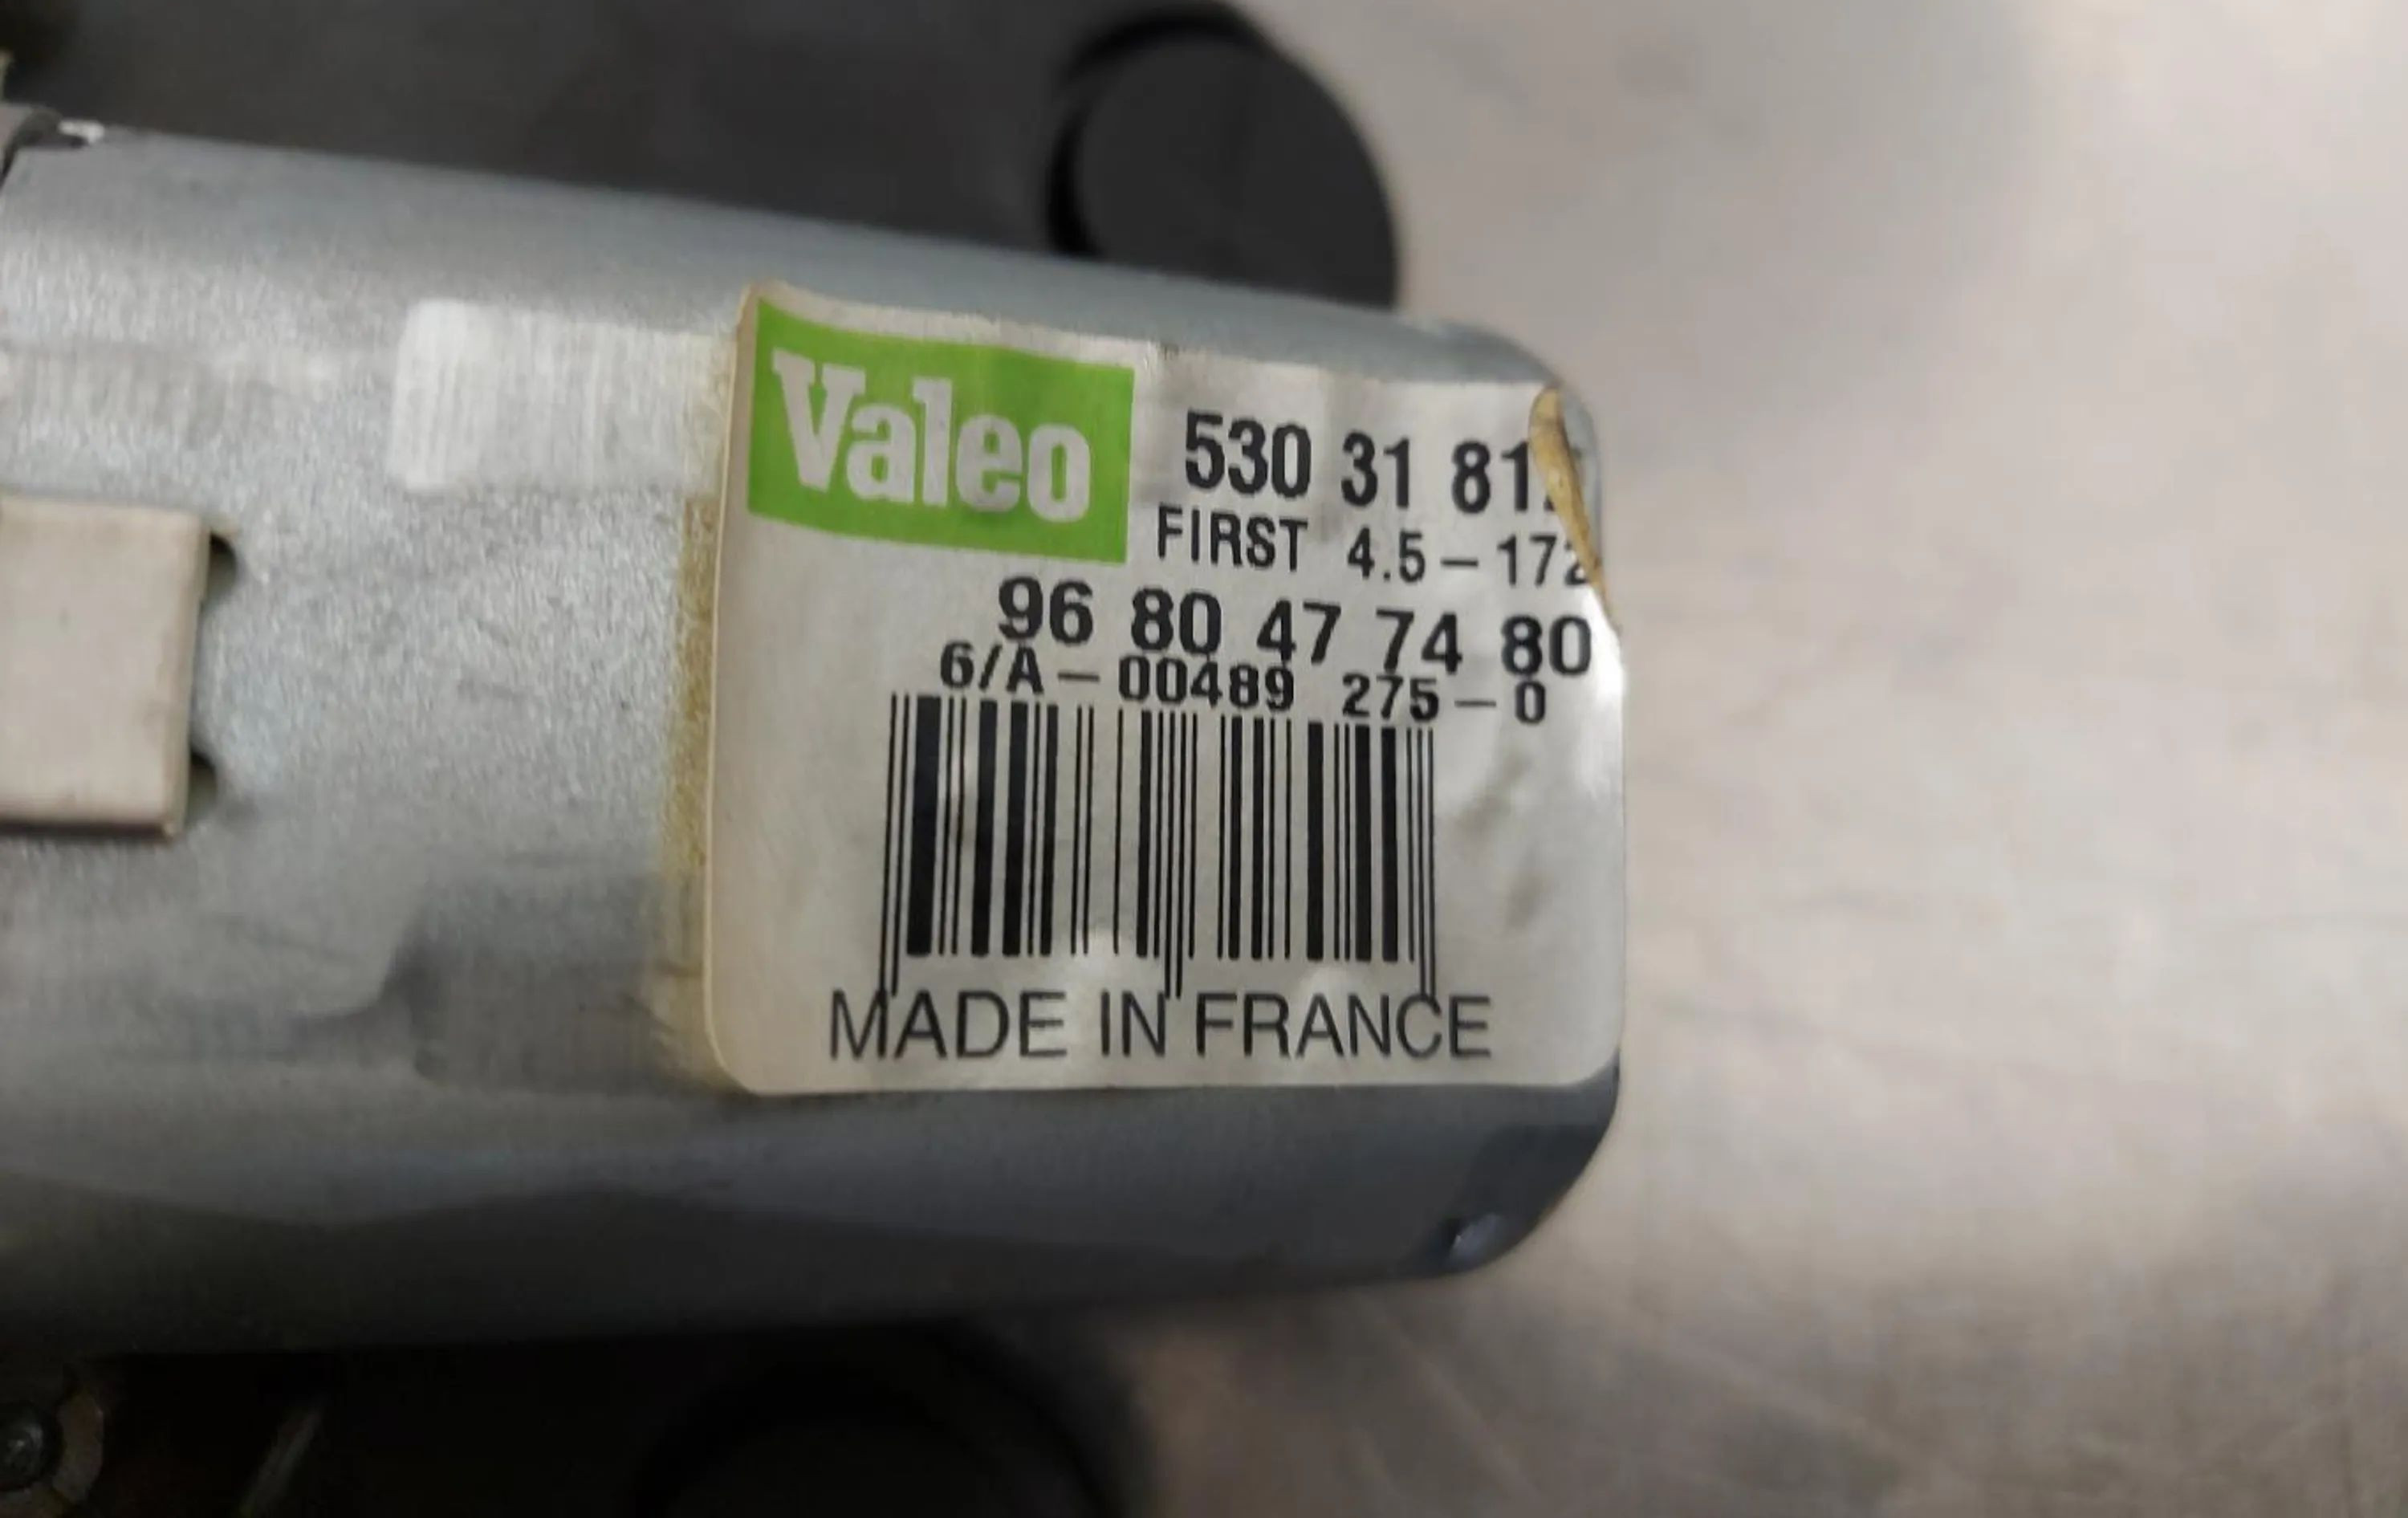 Valeo
530 31 81
FIRST 4.5 – 172
96 80 47 74 80
6/A – 00489 275 – 0
MADE IN FRANCE